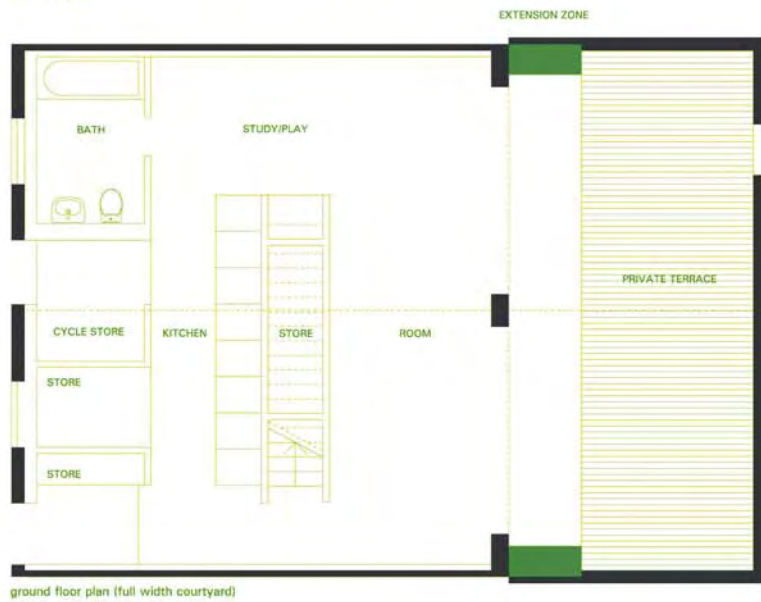 EXTENSION ZONE
BATH
STUDY/PLAY
PRIVATE TERRACE
CYCLE STORE
KITCHEN
STORE
ROOM
STORE
STORE
ground floor plan (full width courtyard)